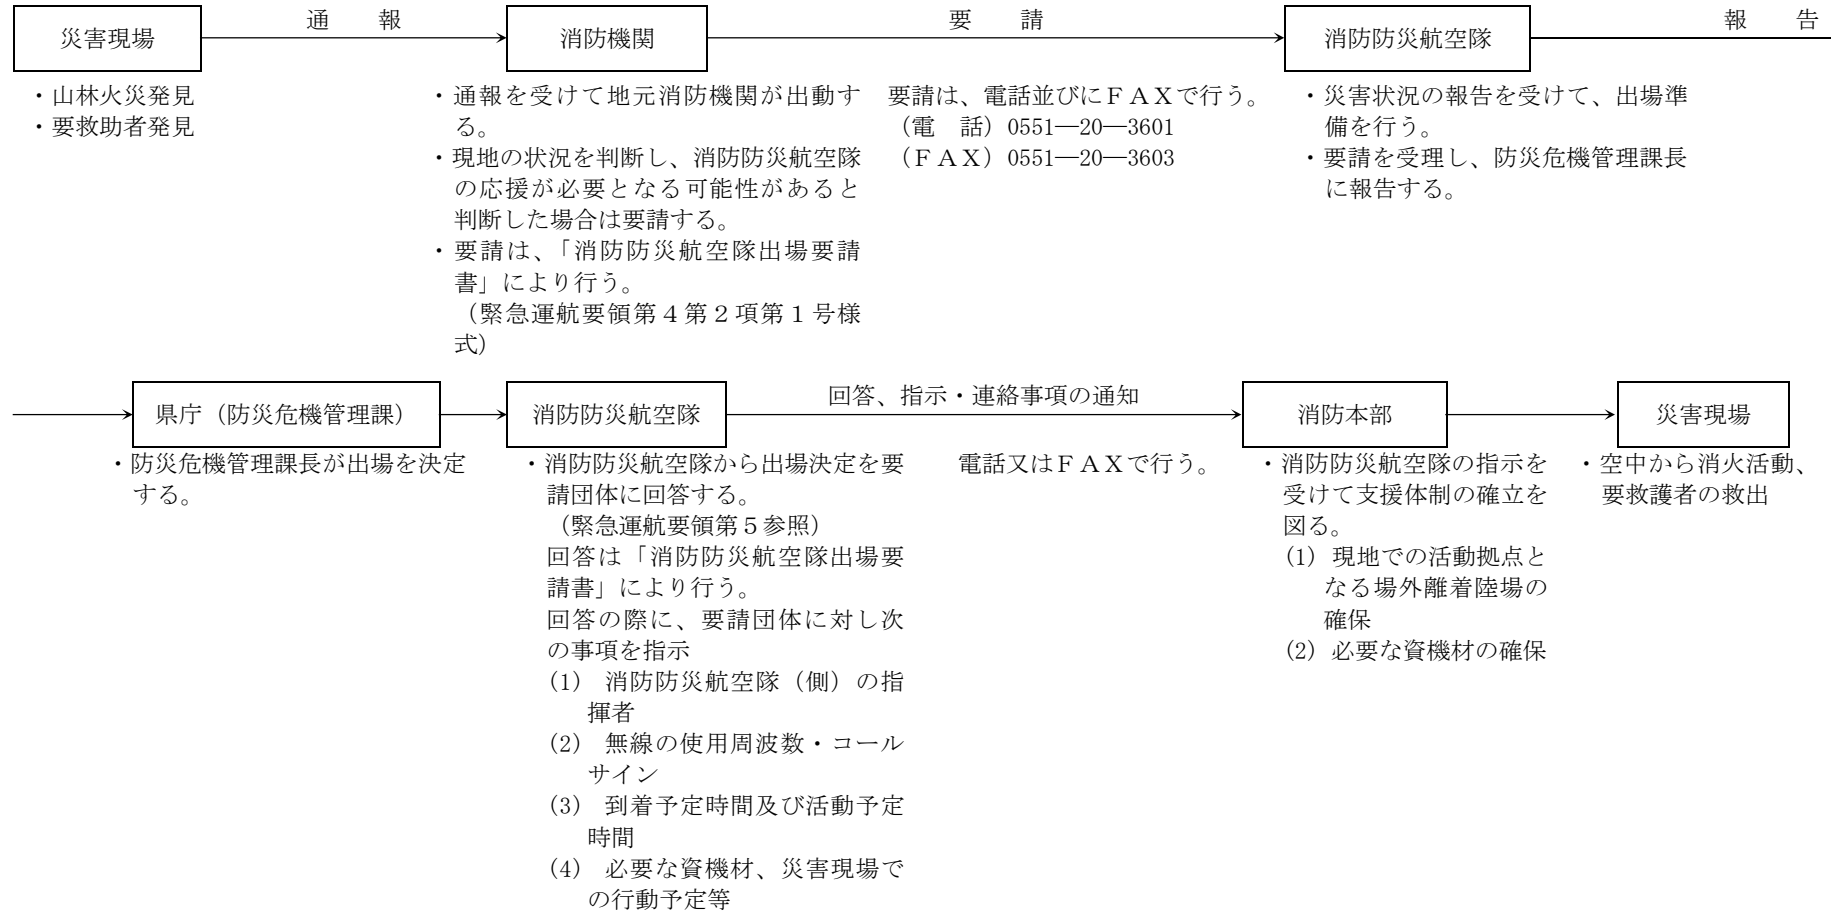 災害現場
通　　報
消防機関
要　　請
消防防災航空隊
報　　告
・山林火災発見
・要救助者発見
・通報を受けて地元消防機関が出動す
る。
・現地の状況を判断し、消防防災航空隊
の応援が必要となる可能性があると
判断した場合は要請する。
・要請は、「消防防災航空隊出場要請
書」により行う。
（緊急運航要領第４第２項第１号様
式）
要請は、電話並びにＦＡＸで行う。
（電　話）0551―20―3601
（ＦＡＸ）0551―20―3603
・災害状況の報告を受けて、出場準
備を行う。
・要請を受理し、防災危機管理課長
に報告する。
県庁（防災危機管理課）
消防防災航空隊
回答、指示・連絡事項の通知
消防本部
災害現場
・防災危機管理課長が出場を決定
する。
・消防防災航空隊から出場決定を要
請団体に回答する。
（緊急運航要領第５参照）
回答は「消防防災航空隊出場要
請書」により行う。
回答の際に、要請団体に対し次
の事項を指示
(1) 消防防災航空隊（側）の指
揮者
(2) 無線の使用周波数・コール
サイン
(3) 到着予定時間及び活動予定
時間
(4) 必要な資機材、災害現場で
の行動予定等
電話又はＦＡＸで行う。
・消防防災航空隊の指示を
受けて支援体制の確立を
図る。
(1) 現地での活動拠点と
なる場外離着陸場の
確保
(2) 必要な資機材の確保
・空中から消火活動、
要救護者の救出